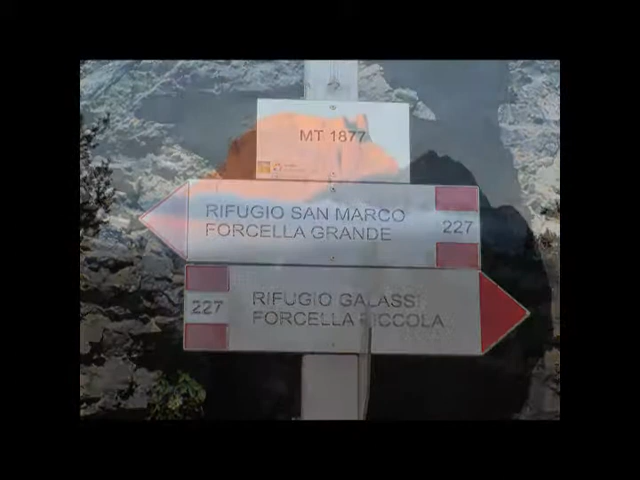 MT 1877
RIFUGIO SAN MARCO
FORCELLA GRANDE
227
227
RIFUGIO GALASSI
FORCELLA PICCOLA